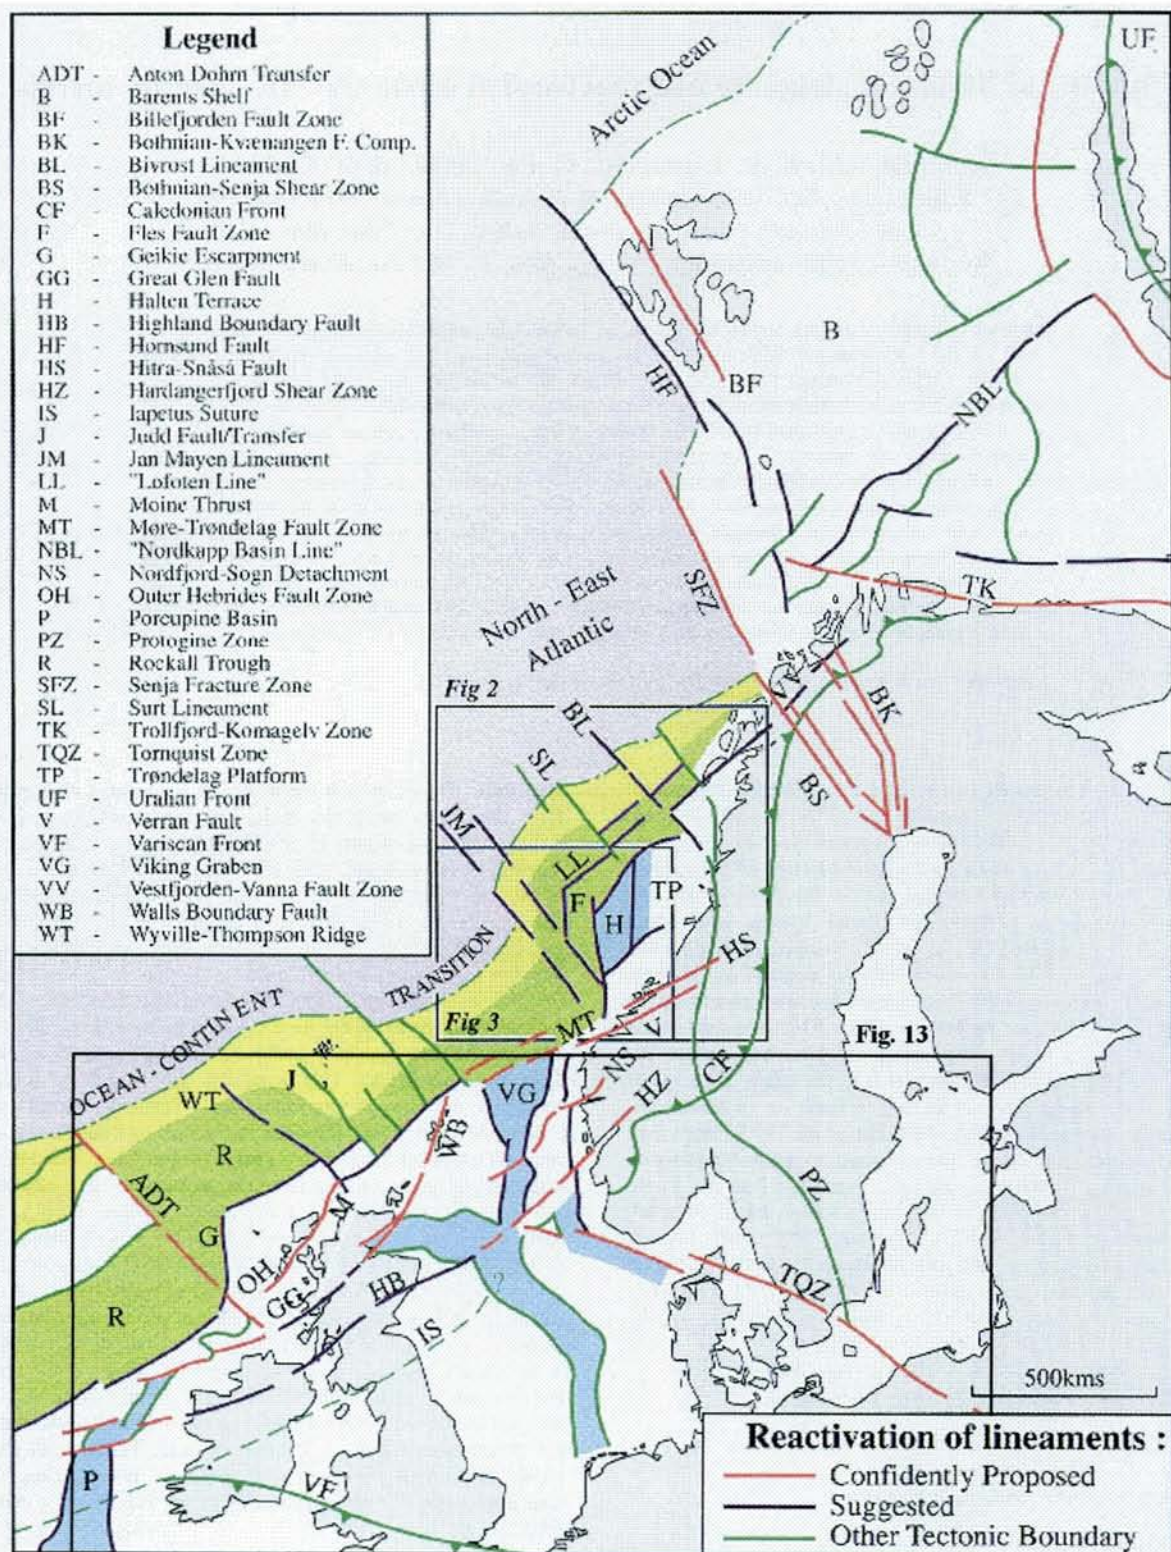 Legend
ADT - Anton Dohrn Transfer
B - Barents Shelf
BF - Billefjorden Fault Zone
BK - Bothnian-Kvænangen F. Comp.
BL - Bivrost Lineament
BS - Bothnian-Senja Shear Zone
CF - Caledonian Front
F - Fles Fault Zone
G - Geikie Escarpment
GG - Great Glen Fault
H - Halten Terrace
HB - Highland Boundary Fault
HF - Hornsund Fault
HS - Hitra-Snåså Fault
HZ - Hardangerfjord Shear Zone
IS - Iapetus Suture
J - Judd Fault/Transfer
JM - Jan Mayen Lineament
LL - "Lofoten Line"
M - Moine Thrust
MT - Møre-Trøndelag Fault Zone
NBL - "Nordkapp Basin Line"
NS - Nordfjord-Sogn Detachment
OH - Outer Hebrides Fault Zone
P - Porcupine Basin
PZ - Protogine Zone
R - Rockall Trough
SFZ - Senja Fracture Zone
SL - Surt Lineament
TK - Trollfjord-Komagelv Zone
TQZ - Tornquist Zone
TP - Trøndelag Platform
UF - Uralian Front
V - Verran Fault
VF - Variscan Front
VG - Viking Graben
VV - Vestfjorden-Vanna Fault Zone
WB - Walls Boundary Fault
WT - Wyville-Thompson Ridge
Arctic Ocean
UF
B
HF
BF
NBL
SFZ
TK
North - East
Atlantic
Fig 2
VV
BK
BL
SL
BS
JM
LL
F
H
TP
HS
OCEAN - CONTINENT TRANSITION
Fig 3
MT
V
Fig. 13
J
WT
VG
NS
HZ
CF
WB
R
ADT
M
PZ
G
OH
GG
HB
?
TQZ
IS
R
500kms
P
VF
Reactivation of lineaments :
Confidently Proposed
Suggested
Other Tectonic Boundary